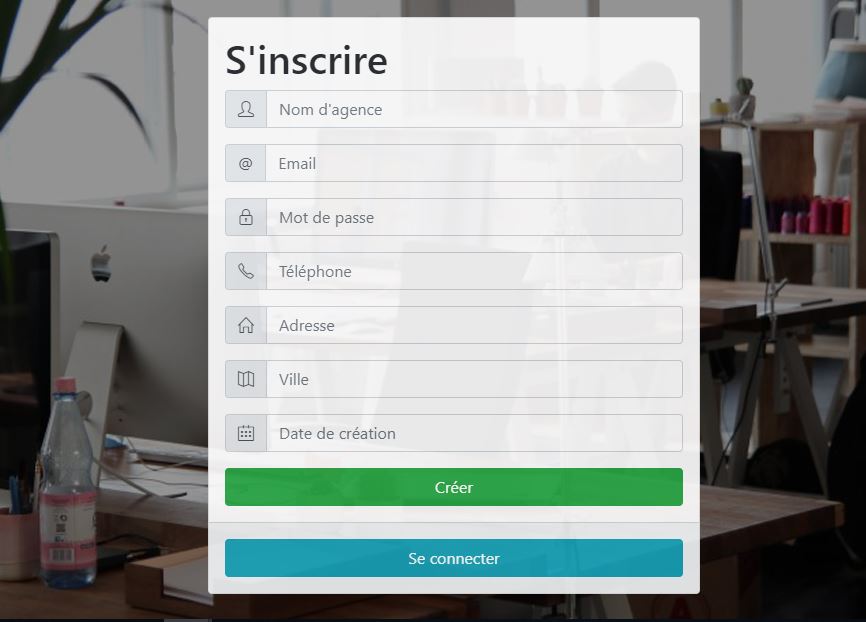 S'inscrire
Nom d'agence
@ Email
Mot de passe
Téléphone
Adresse
Ville
Date de création
Créer
Se connecter